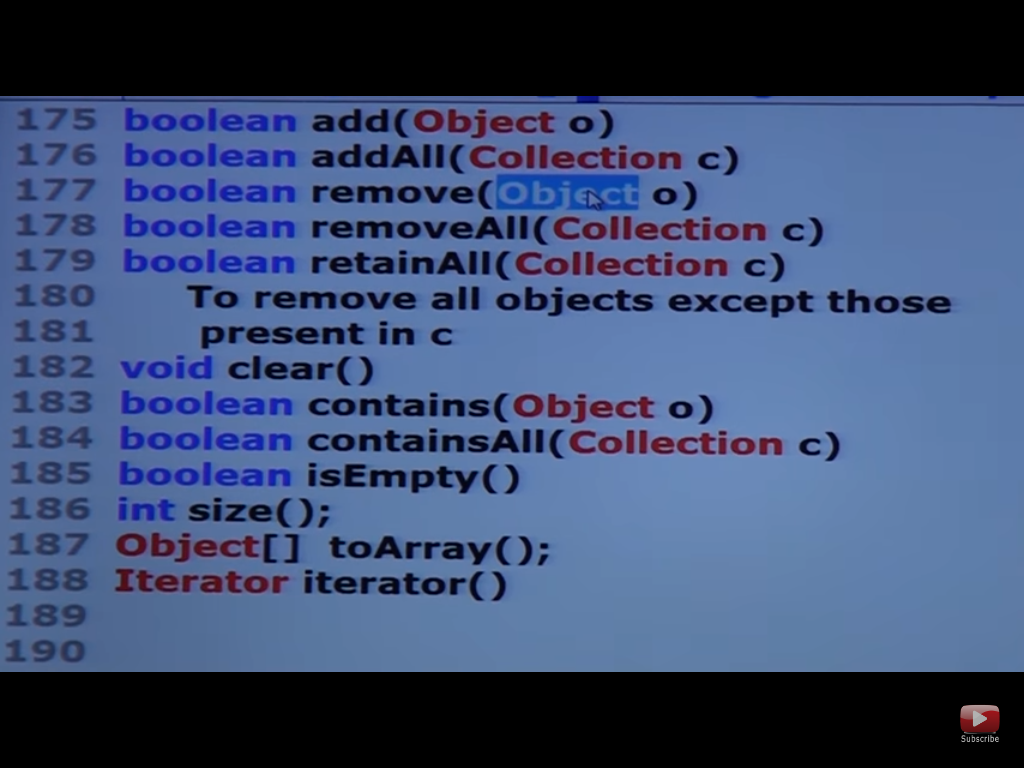 175 boolean add(Object o)
176 boolean addAll(Collection c)
177 boolean remove(Object o)
178 boolean removeAll(Collection c)
179 boolean retainAll(Collection c)
180 To remove all objects except those
181 present in c
182 void clear()
183 boolean contains(Object o)
184 boolean containsAll(Collection c)
185 boolean isEmpty()
186 int size();
187 Object[] toArray();
188 Iterator iterator()
189
190
Subscribe